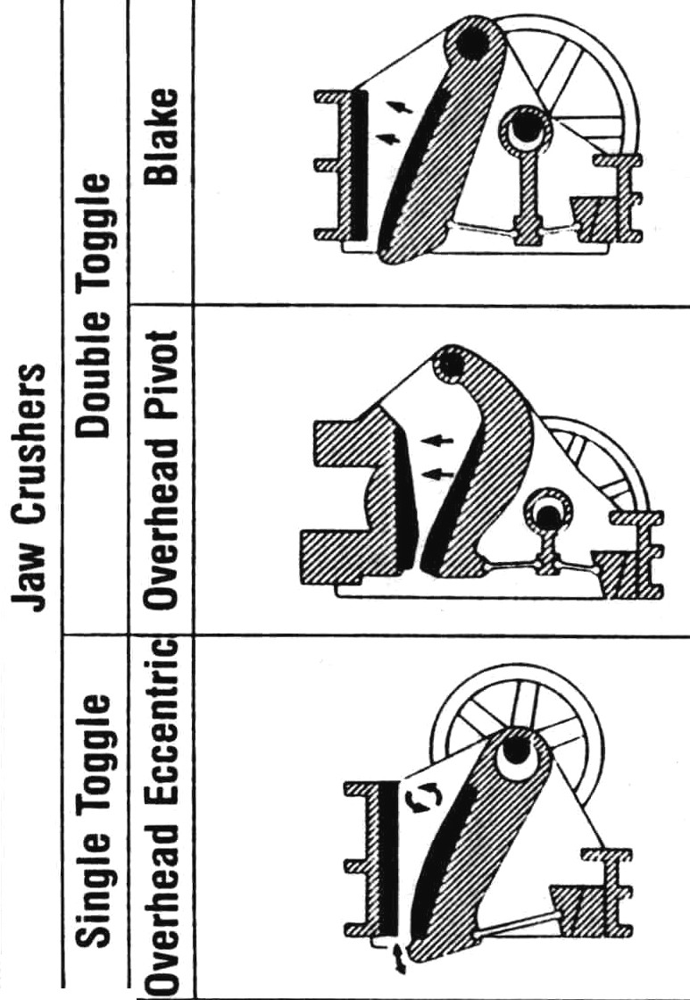 Jaw Crushers
Double Toggle
Blake
Overhead Pivot
Single Toggle
Overhead Eccentric